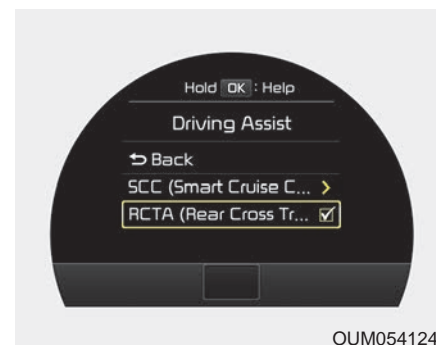 Hold OK : Help
Driving Assist
Back
SCC (Smart Cruise C...
RCTA (Rear Cross Tr...
OUM054124